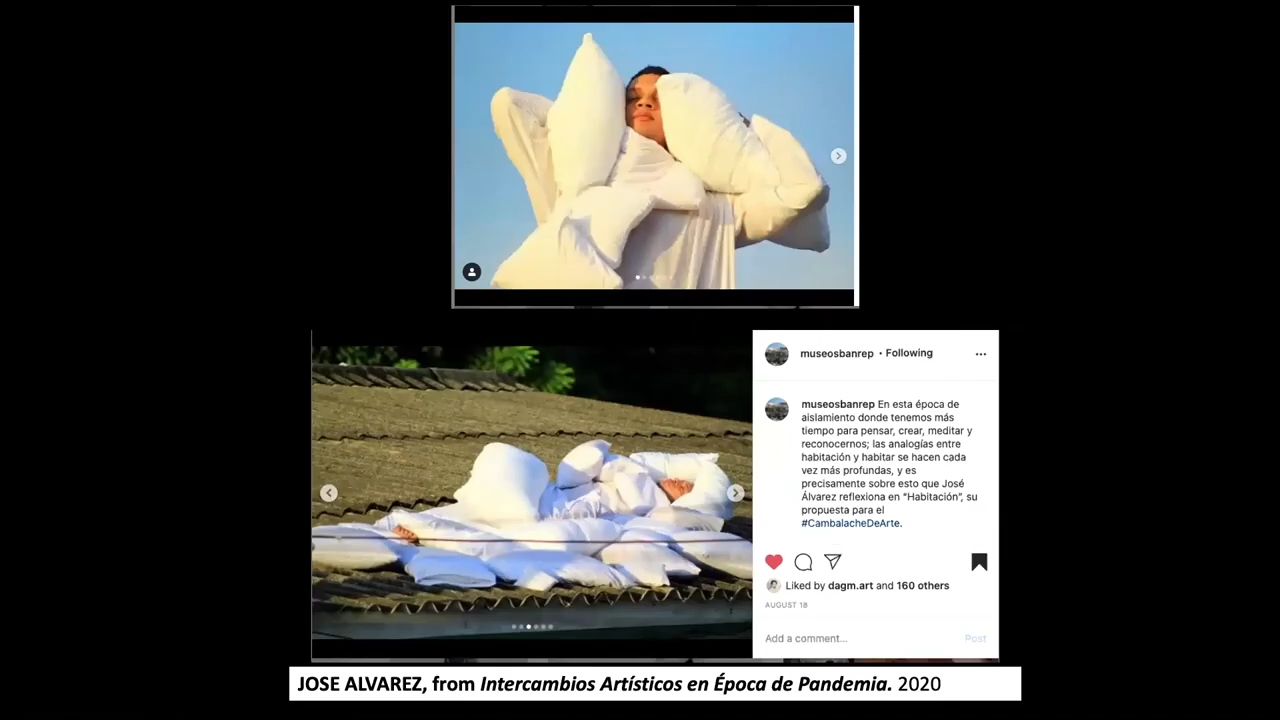 museosbanrep • Following
museosbanrep En esta época de
aislamiento donde tenemos más
tiempo para pensar, crear, meditar y
reconocernos; las analogías entre
habitación y habitar se hacen cada
vez más profundas, y es
precisamente sobre esto que José
Álvarez reflexiona en “Habitación”, su
propuesta para el
#CambalacheDeArte.
Liked by dagm.art and 160 others
AUGUST 18
Add a comment... Post
JOSE ALVAREZ, from Intercambios Artísticos en Época de Pandemia. 2020